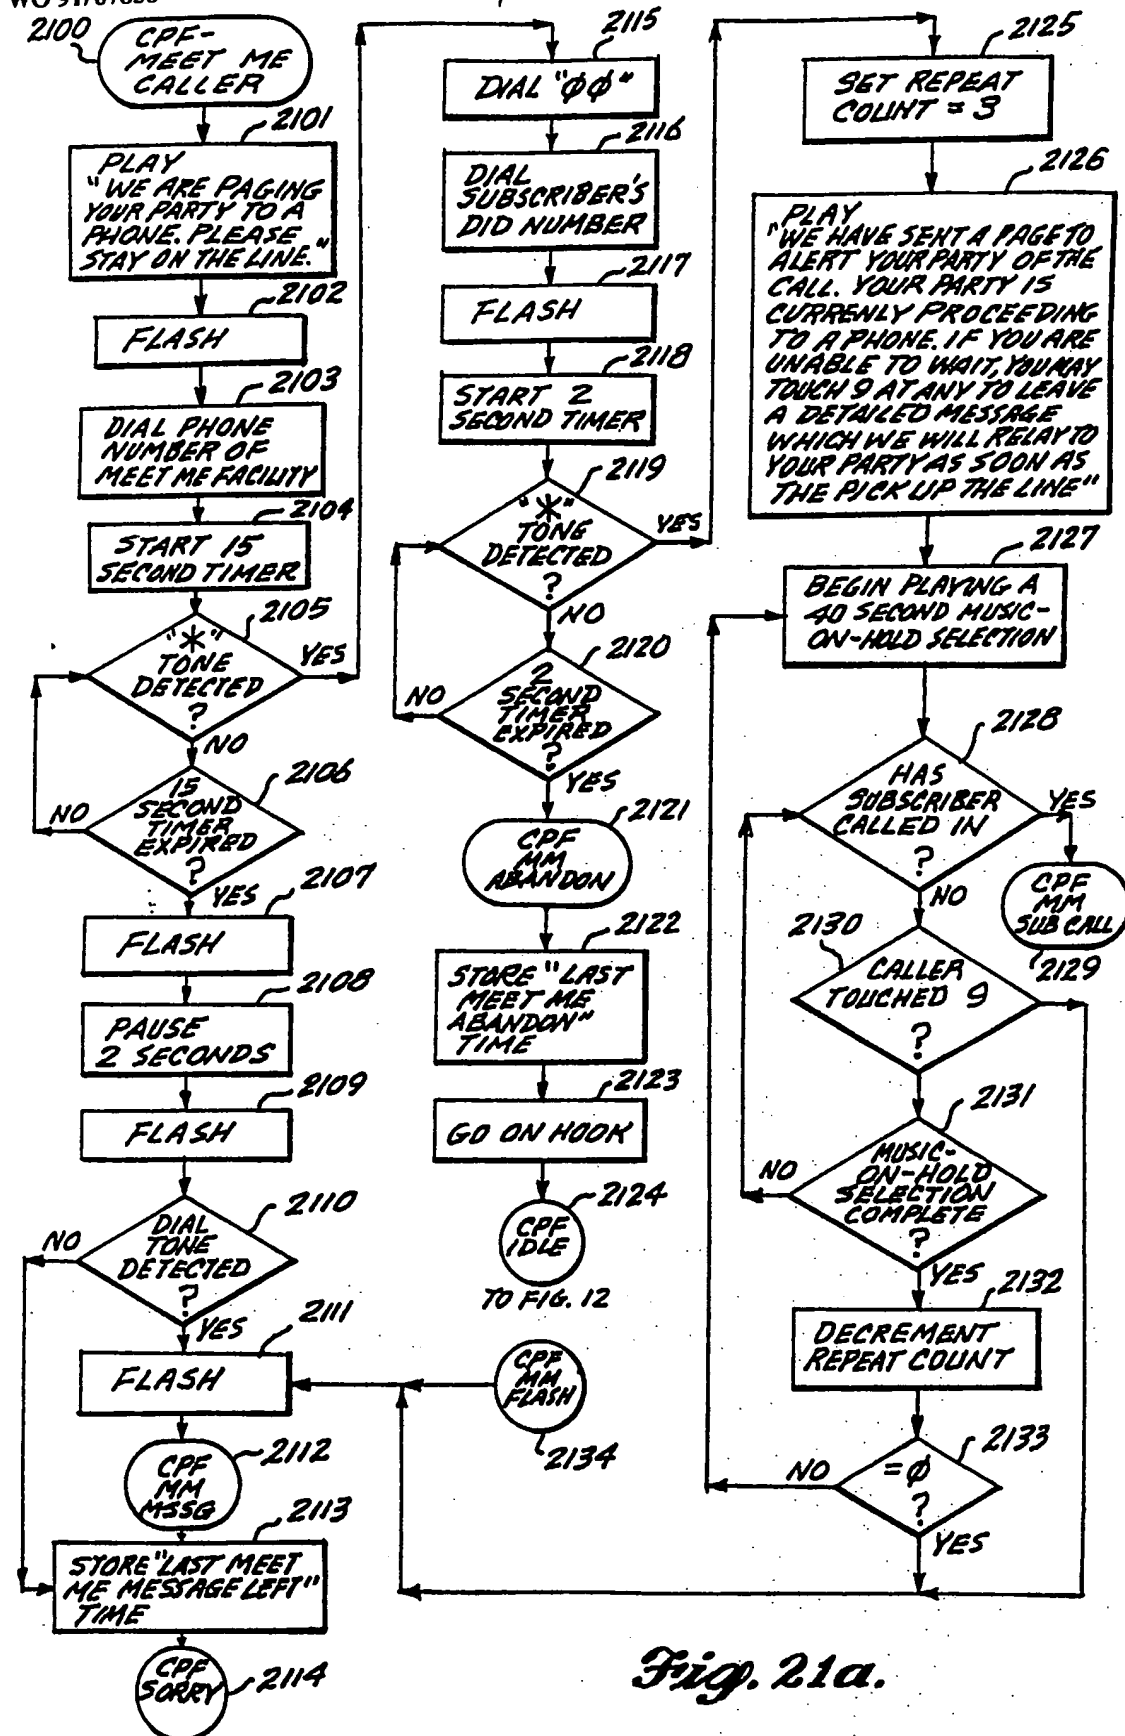 2100
CPF-
MEET ME
CALLER
2101
PLAY
"WE ARE PAGING
YOUR PARTY TO A
PHONE. PLEASE
STAY ON THE LINE."
2102
FLASH
2103
DIAL PHONE
NUMBER OF
MEET ME FACILITY
2104
START 15
SECOND TIMER
2105
"*"
TONE
DETECTED
?
YES
NO
2106
15
SECOND
TIMER
EXPIRED
?
NO
YES
2107
FLASH
2108
PAUSE
2 SECONDS
2109
FLASH
2110
DIAL
TONE
DETECTED
?
NO
YES
2111
FLASH
2112
CPF
MM
MSSG
2113
STORE "LAST MEET
ME MESSAGE LEFT"
TIME
2114
CPF
SORRY
2115
DIAL "ØØ"
2116
DIAL
SUBSCRIBER'S
DID NUMBER
2117
FLASH
2118
START 2
SECOND TIMER
2119
"*"
TONE
DETECTED
?
YES
NO
2120
2
SECOND
TIMER
EXPIRED
?
NO
YES
2121
CPF
MM
ABANDON
2122
STORE "LAST
MEET ME
ABANDON"
TIME
2123
GO ON HOOK
2124
CPF
IDLE
TO FIG. 12
CPF
MM
FLASH
2134
2125
SET REPEAT
COUNT = 3
2126
PLAY
"WE HAVE SENT A PAGE TO
ALERT YOUR PARTY OF THE
CALL. YOUR PARTY IS
CURRENLY PROCEEDING
TO A PHONE. IF YOU ARE
UNABLE TO WAIT, YOU MAY
TOUCH 9 AT ANY TO LEAVE
A DETAILED MESSAGE
WHICH WE WILL RELAY TO
YOUR PARTY AS SOON AS
THE PICK UP THE LINE"
2127
BEGIN PLAYING A
40 SECOND MUSIC-
ON-HOLD SELECTION
2128
HAS
SUBSCRIBER
CALLED IN
?
YES
NO
CPF
MM
SUB CALL
2129
2130
CALLER
TOUCHED 9
?
2131
MUSIC-
ON-HOLD
SELECTION
COMPLETE
?
NO
YES
2132
DECREMENT
REPEAT COUNT
2133
=Ø
?
NO
YES
Fig. 21a.